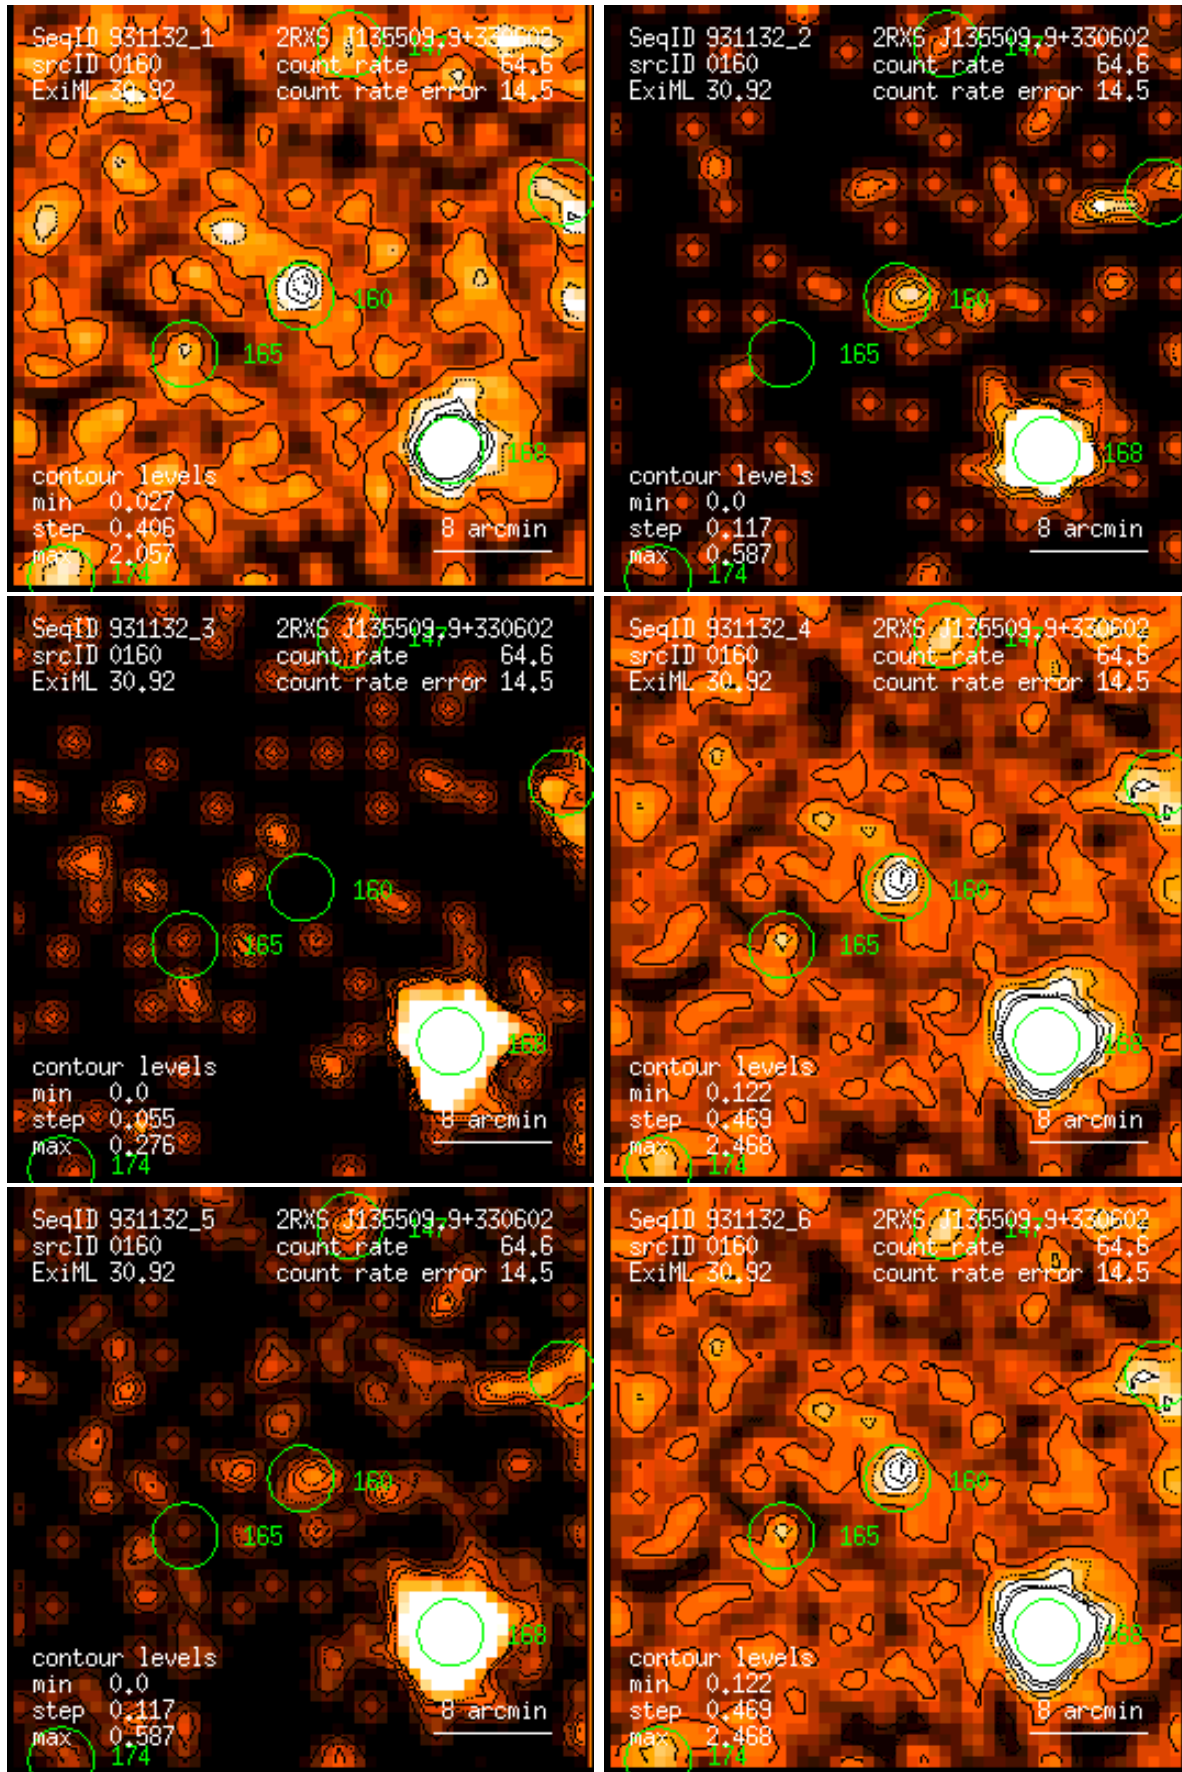 SeqID 931132_1 2RXS J135509.9+330602
srcID 0160 count rate 64.6
ExiML 30.92 count rate error 14.5
147
160
165
168
contour levels
min 0.027
step 0.406
max 2.057
8 arcmin
174
SeqID 931132_2 2RXS J135509.9+330602
srcID 0160 count rate 64.6
ExiML 30.92 count rate error 14.5
147
160
165
168
contour levels
min 0.0
step 0.117
max 0.587
8 arcmin
174
SeqID 931132_3 2RXS J135509.9+330602
srcID 0160 count rate 64.6
ExiML 30.92 count rate error 14.5
147
160
165
168
contour levels
min 0.0
step 0.055
max 0.276
8 arcmin
174
SeqID 931132_4 2RXS J135509.9+330602
srcID 0160 count rate 64.6
ExiML 30.92 count rate error 14.5
147
160
165
168
contour levels
min 0.122
step 0.469
max 2.468
8 arcmin
174
SeqID 931132_5 2RXS J135509.9+330602
srcID 0160 count rate 64.6
ExiML 30.92 count rate error 14.5
147
160
165
168
contour levels
min 0.0
step 0.117
max 0.587
8 arcmin
174
SeqID 931132_6 2RXS J135509.9+330602
srcID 0160 count rate 64.6
ExiML 30.92 count rate error 14.5
147
160
165
168
contour levels
min 0.122
step 0.469
max 2.468
8 arcmin
174